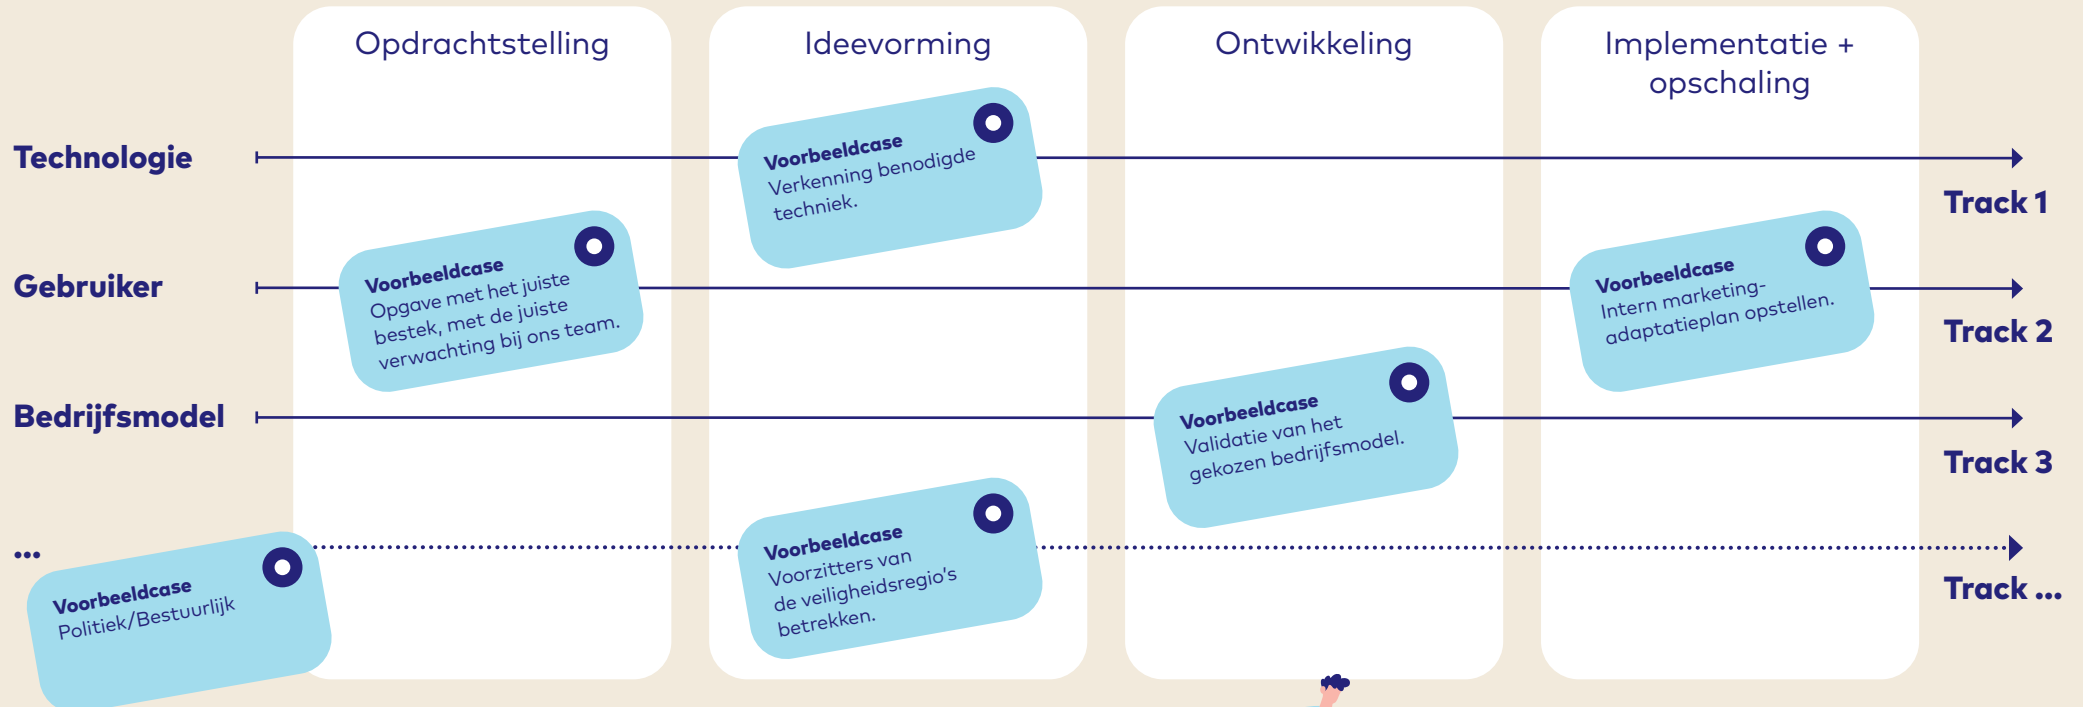 Opdrachtstelling
Ideevorming
Ontwikkeling
Implementatie +
opschaling
Technologie
Voorbeeldcase
Verkenning benodigde
techniek.
Track 1
Gebruiker
Voorbeeldcase
Opgave met het juiste
bestek, met de juiste
verwachting bij ons team.
Voorbeeldcase
Intern marketing-
adaptatieplan opstellen.
Track 2
Bedrijfsmodel
Voorbeeldcase
Validatie van het
gekozen bedrijfsmodel.
Track 3
...
Voorbeeldcase
Politiek/Bestuurlijk
Voorbeeldcase
Voorzitters van
de veiligheidsregio's
betrekken.
Track ...